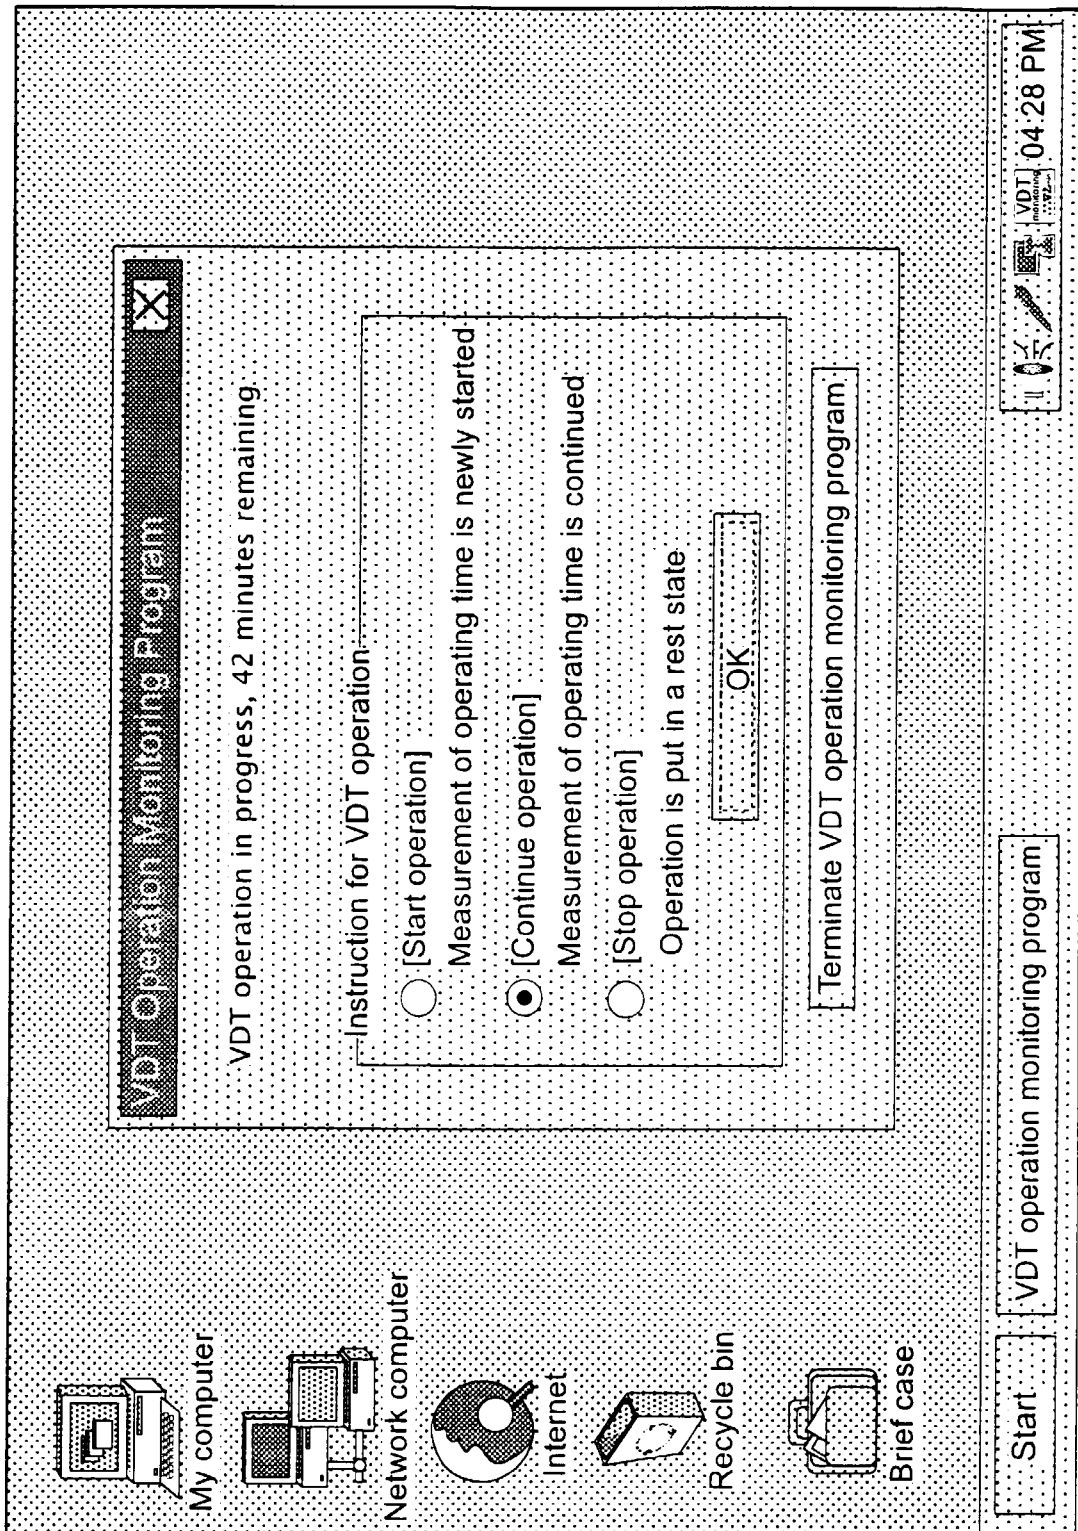 My computer
Network computer
Internet
Recycle bin
Brief case
VDT Operation Monitoring Program
VDT operation in progress, 42 minutes remaining
Instruction for VDT operation
[Start operation]
Measurement of operating time is newly started
[Continue operation]
Measurement of operating time is continued
[Stop operation]
Operation is put in a rest state
OK
Terminate VDT operation monitoring program
Start
VDT operation monitoring program
VDT
monitoring
04 28 PM